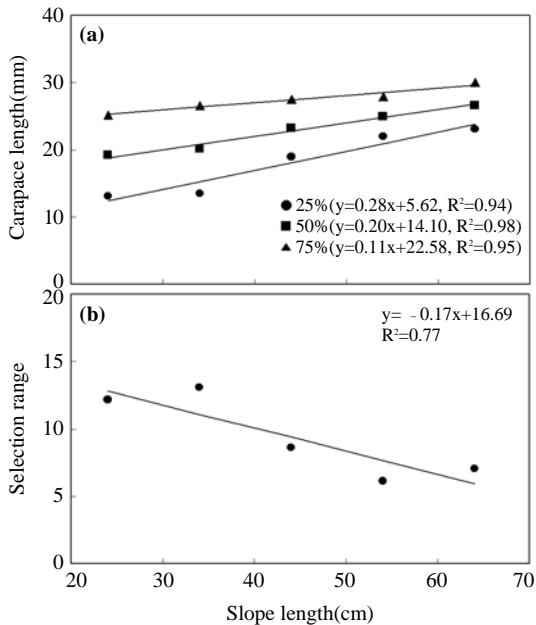 40
(a)
30
20
10
0
Carapace length(mm)
● 25%(y=0.28x+5.62, R²=0.94)
■ 50%(y=0.20x+14.10, R²=0.98)
▲ 75%(y=0.11x+22.58, R²=0.95)
20
(b)
y= -0.17x+16.69
R²=0.77
15
10
5
0
Selection range
20 30 40 50 60 70
Slope length(cm)